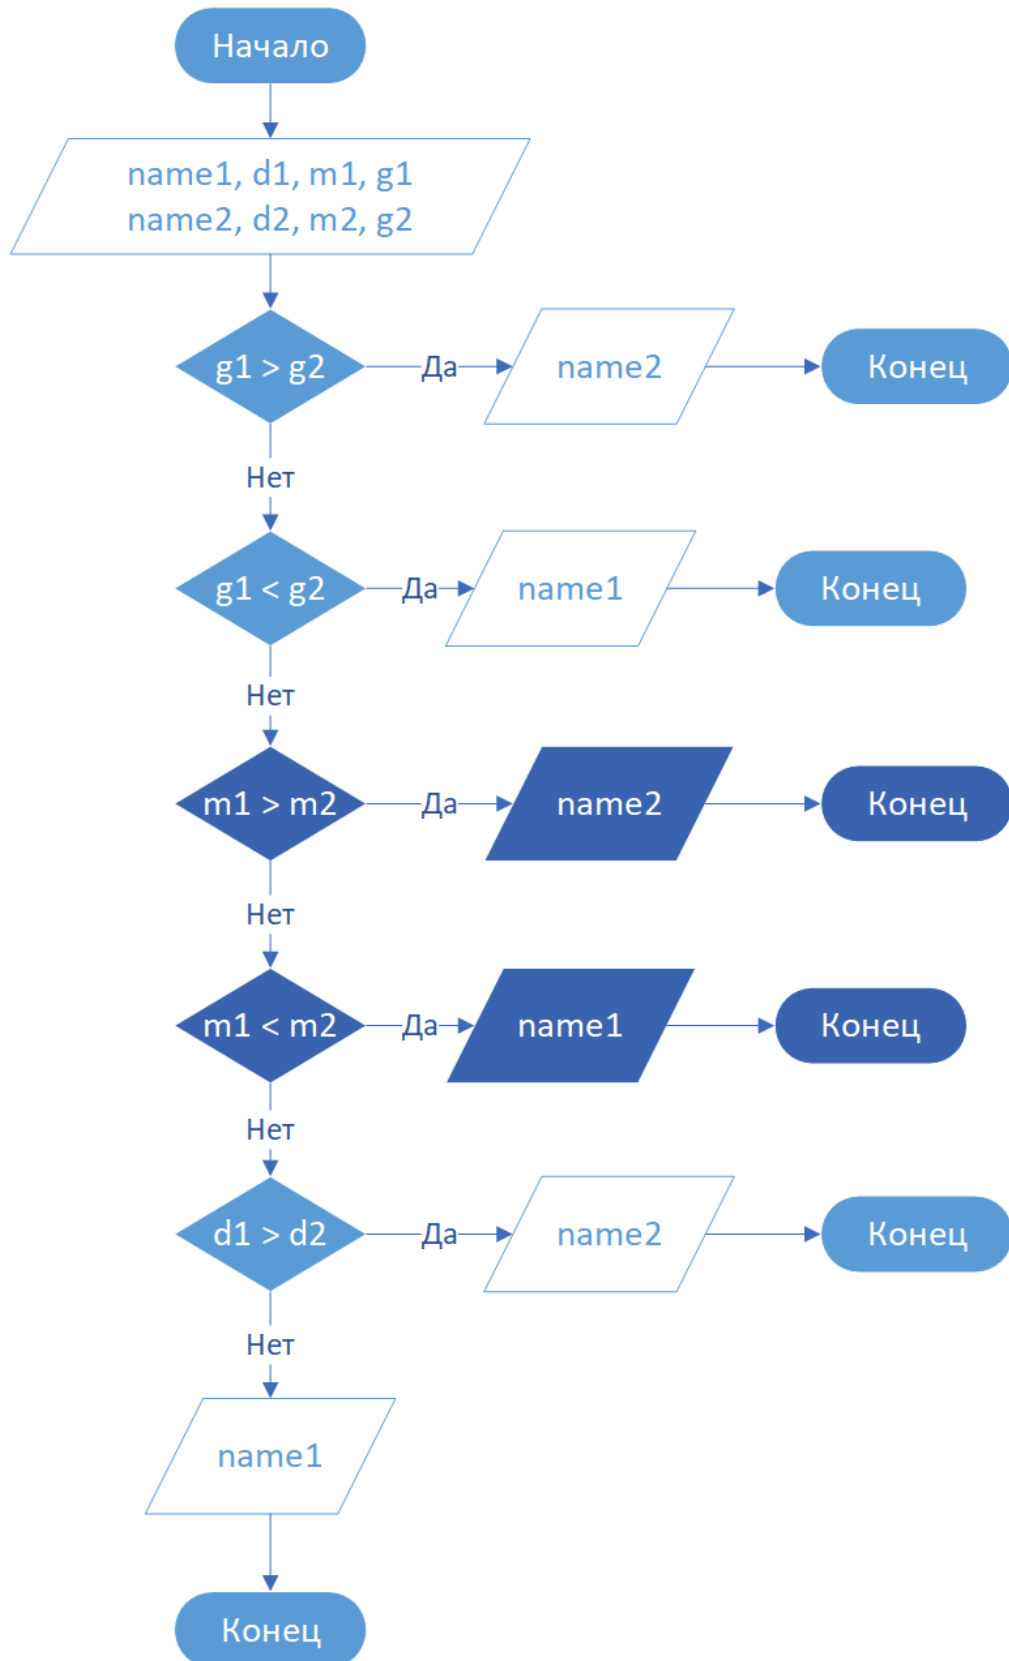 Начало
name1, d1, m1, g1
name2, d2, m2, g2
g1 > g2
Да
name2
Конец
Нет
g1 < g2
Да
name1
Конец
Нет
m1 > m2
Да
name2
Конец
Нет
m1 < m2
Да
name1
Конец
Нет
d1 > d2
Да
name2
Конец
Нет
name1
Конец